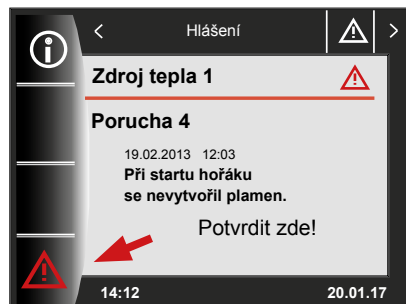 Hlášení
Zdroj tepla 1
Porucha 4
19.02.2013 12:03
Při startu hořáku
se nevytvořil plamen.
Potvrdit zde!
14:12 20.01.17